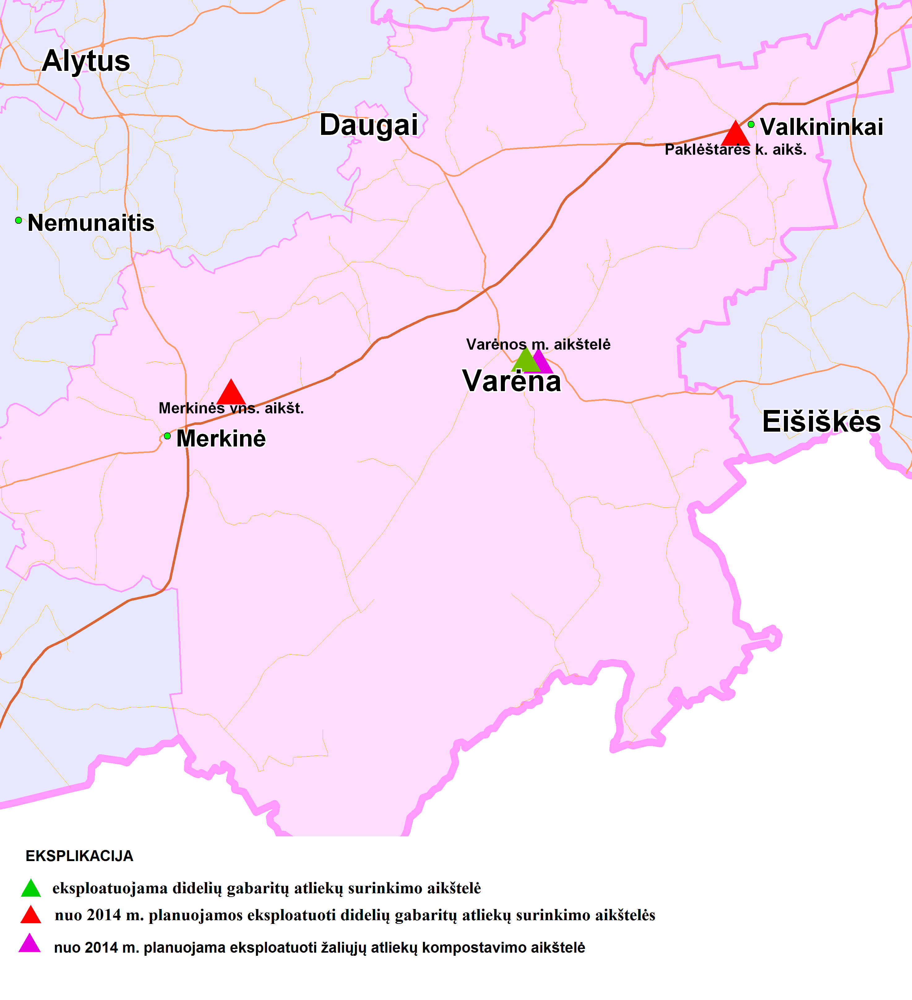 Alytus
Daugai
Valkininkai
Paklėštarės k. aikš.
Nemunaitis
Varėnos m. aikštelė
Varėna
Merkinės vns. aikšt.
Eišiškės
Merkinė
EKSPLIKACIJA
eksploatuojama didelių gabaritų atliekų surinkimo aikštelė
nuo 2014 m. planuojamos eksploatuoti didelių gabaritų atliekų surinkimo aikštelės
nuo 2014 m. planuojama eksploatuoti žaliųjų atliekų kompostavimo aikštelė